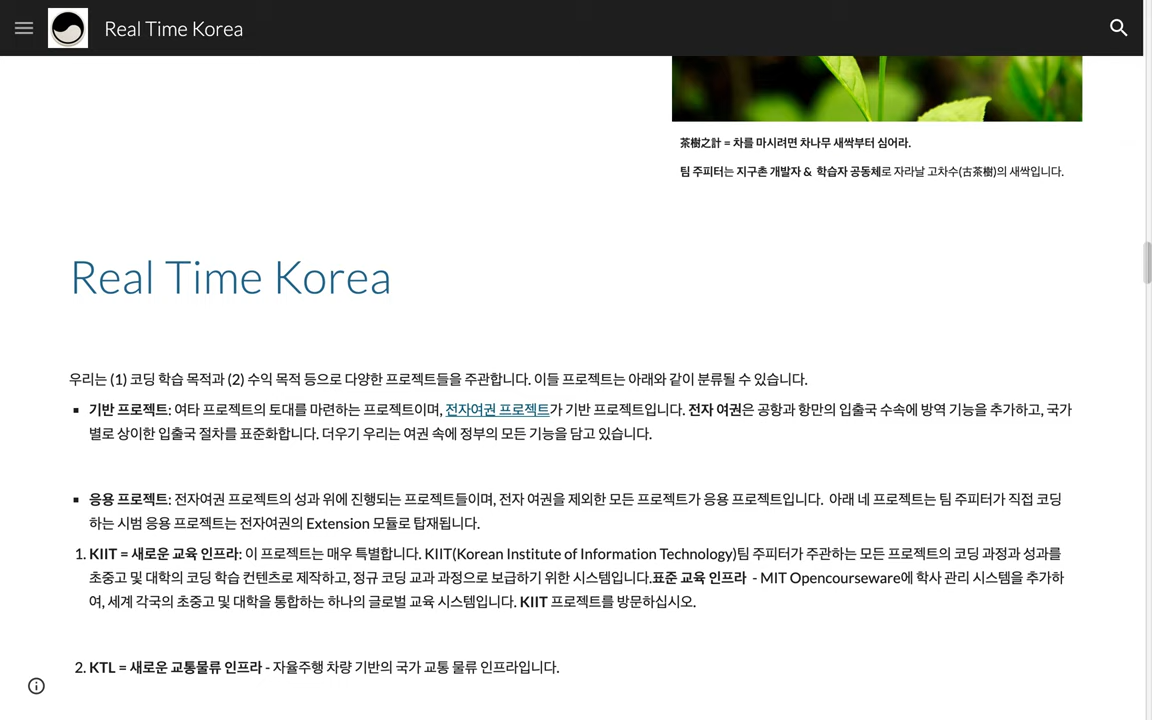 Real Time Korea
茶樹之計 = 차를 마시려면 차나무 새싹부터 심어라.
팀 주피터는 지구촌 개발자 & 학습자 공동체로 자라날 고차수(古茶樹)의 새싹입니다.
Real Time Korea
우리는 (1) 코딩 학습 목적과 (2) 수익 목적 등으로 다양한 프로젝트들을 주관합니다. 이들 프로젝트는 아래와 같이 분류될 수 있습니다.
▪ 기반 프로젝트: 여타 프로젝트의 토대를 마련하는 프로젝트이며, 전자여권 프로젝트가 기반 프로젝트입니다. 전자 여권은 공항과 항만의 입출국 수속에 방역 기능을 추가하고, 국가
별로 상이한 입출국 절차를 표준화합니다. 더우기 우리는 여권 속에 정부의 모든 기능을 담고 있습니다.
▪ 응용 프로젝트: 전자여권 프로젝트의 성과 위에 진행되는 프로젝트들이며, 전자 여권을 제외한 모든 프로젝트가 응용 프로젝트입니다. 아래 네 프로젝트는 팀 주피터가 직접 코딩
하는 시범 응용 프로젝트는 전자여권의 Extension 모듈로 탑재됩니다.
1. KIIT = 새로운 교육 인프라: 이 프로젝트는 매우 특별합니다. KIIT(Korean Institute of Information Technology)팀 주피터가 주관하는 모든 프로젝트의 코딩 과정과 성과를
초중고 및 대학의 코딩 학습 컨텐츠로 제작하고, 정규 코딩 교과 과정으로 보급하기 위한 시스템입니다.표준 교육 인프라 - MIT Opencourseware에 학사 관리 시스템을 추가하
여, 세계 각국의 초중고 및 대학을 통합하는 하나의 글로벌 교육 시스템입니다. KIIT 프로젝트를 방문하십시오.
2. KTL = 새로운 교통물류 인프라 - 자율주행 차량 기반의 국가 교통 물류 인프라입니다.